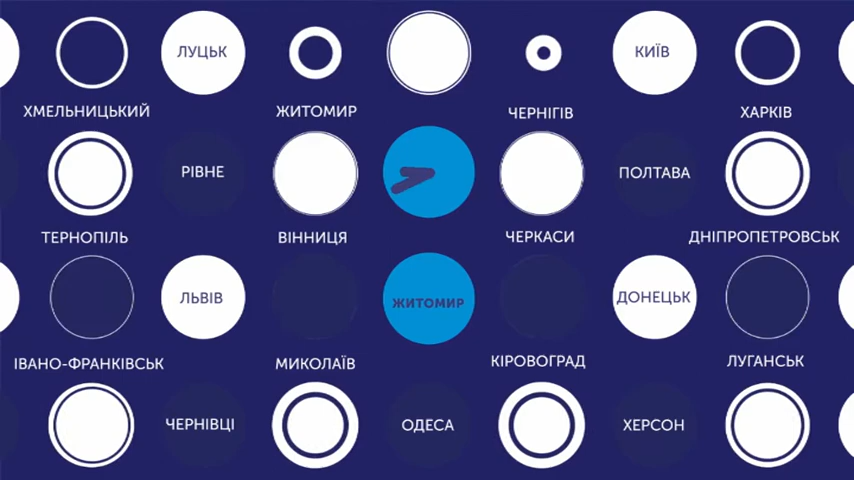 ЛУЦЬК
КИЇВ
ХМЕЛЬНИЦЬКИЙ
ЖИТОМИР
ЧЕРНІГІВ
ХАРКІВ
РІВНЕ
ПОЛТАВА
ТЕРНОПІЛЬ
ВІННИЦЯ
ЧЕРКАСИ
ДНІПРОПЕТРОВСЬК
ЛЬВІВ
ЖИТОМИР
ДОНЕЦЬК
ІВАНО-ФРАНКІВСЬК
МИКОЛАЇВ
КІРОВОГРАД
ЛУГАНСЬК
ЧЕРНІВЦІ
ОДЕСА
ХЕРСОН